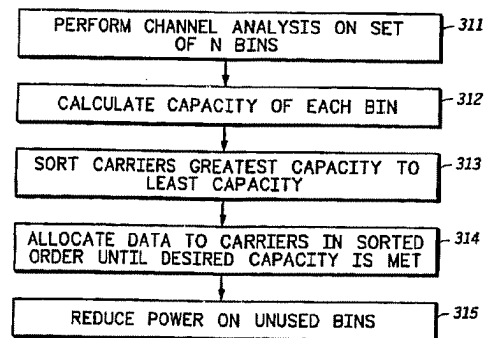 PERFORM CHANNEL ANALYSIS ON SET
OF N BINS
311
CALCULATE CAPACITY OF EACH BIN
312
SORT CARRIERS GREATEST CAPACITY TO
LEAST CAPACITY
313
ALLOCATE DATA TO CARRIERS IN SORTED
ORDER UNTIL DESIRED CAPACITY IS MET
314
REDUCE POWER ON UNUSED BINS
315